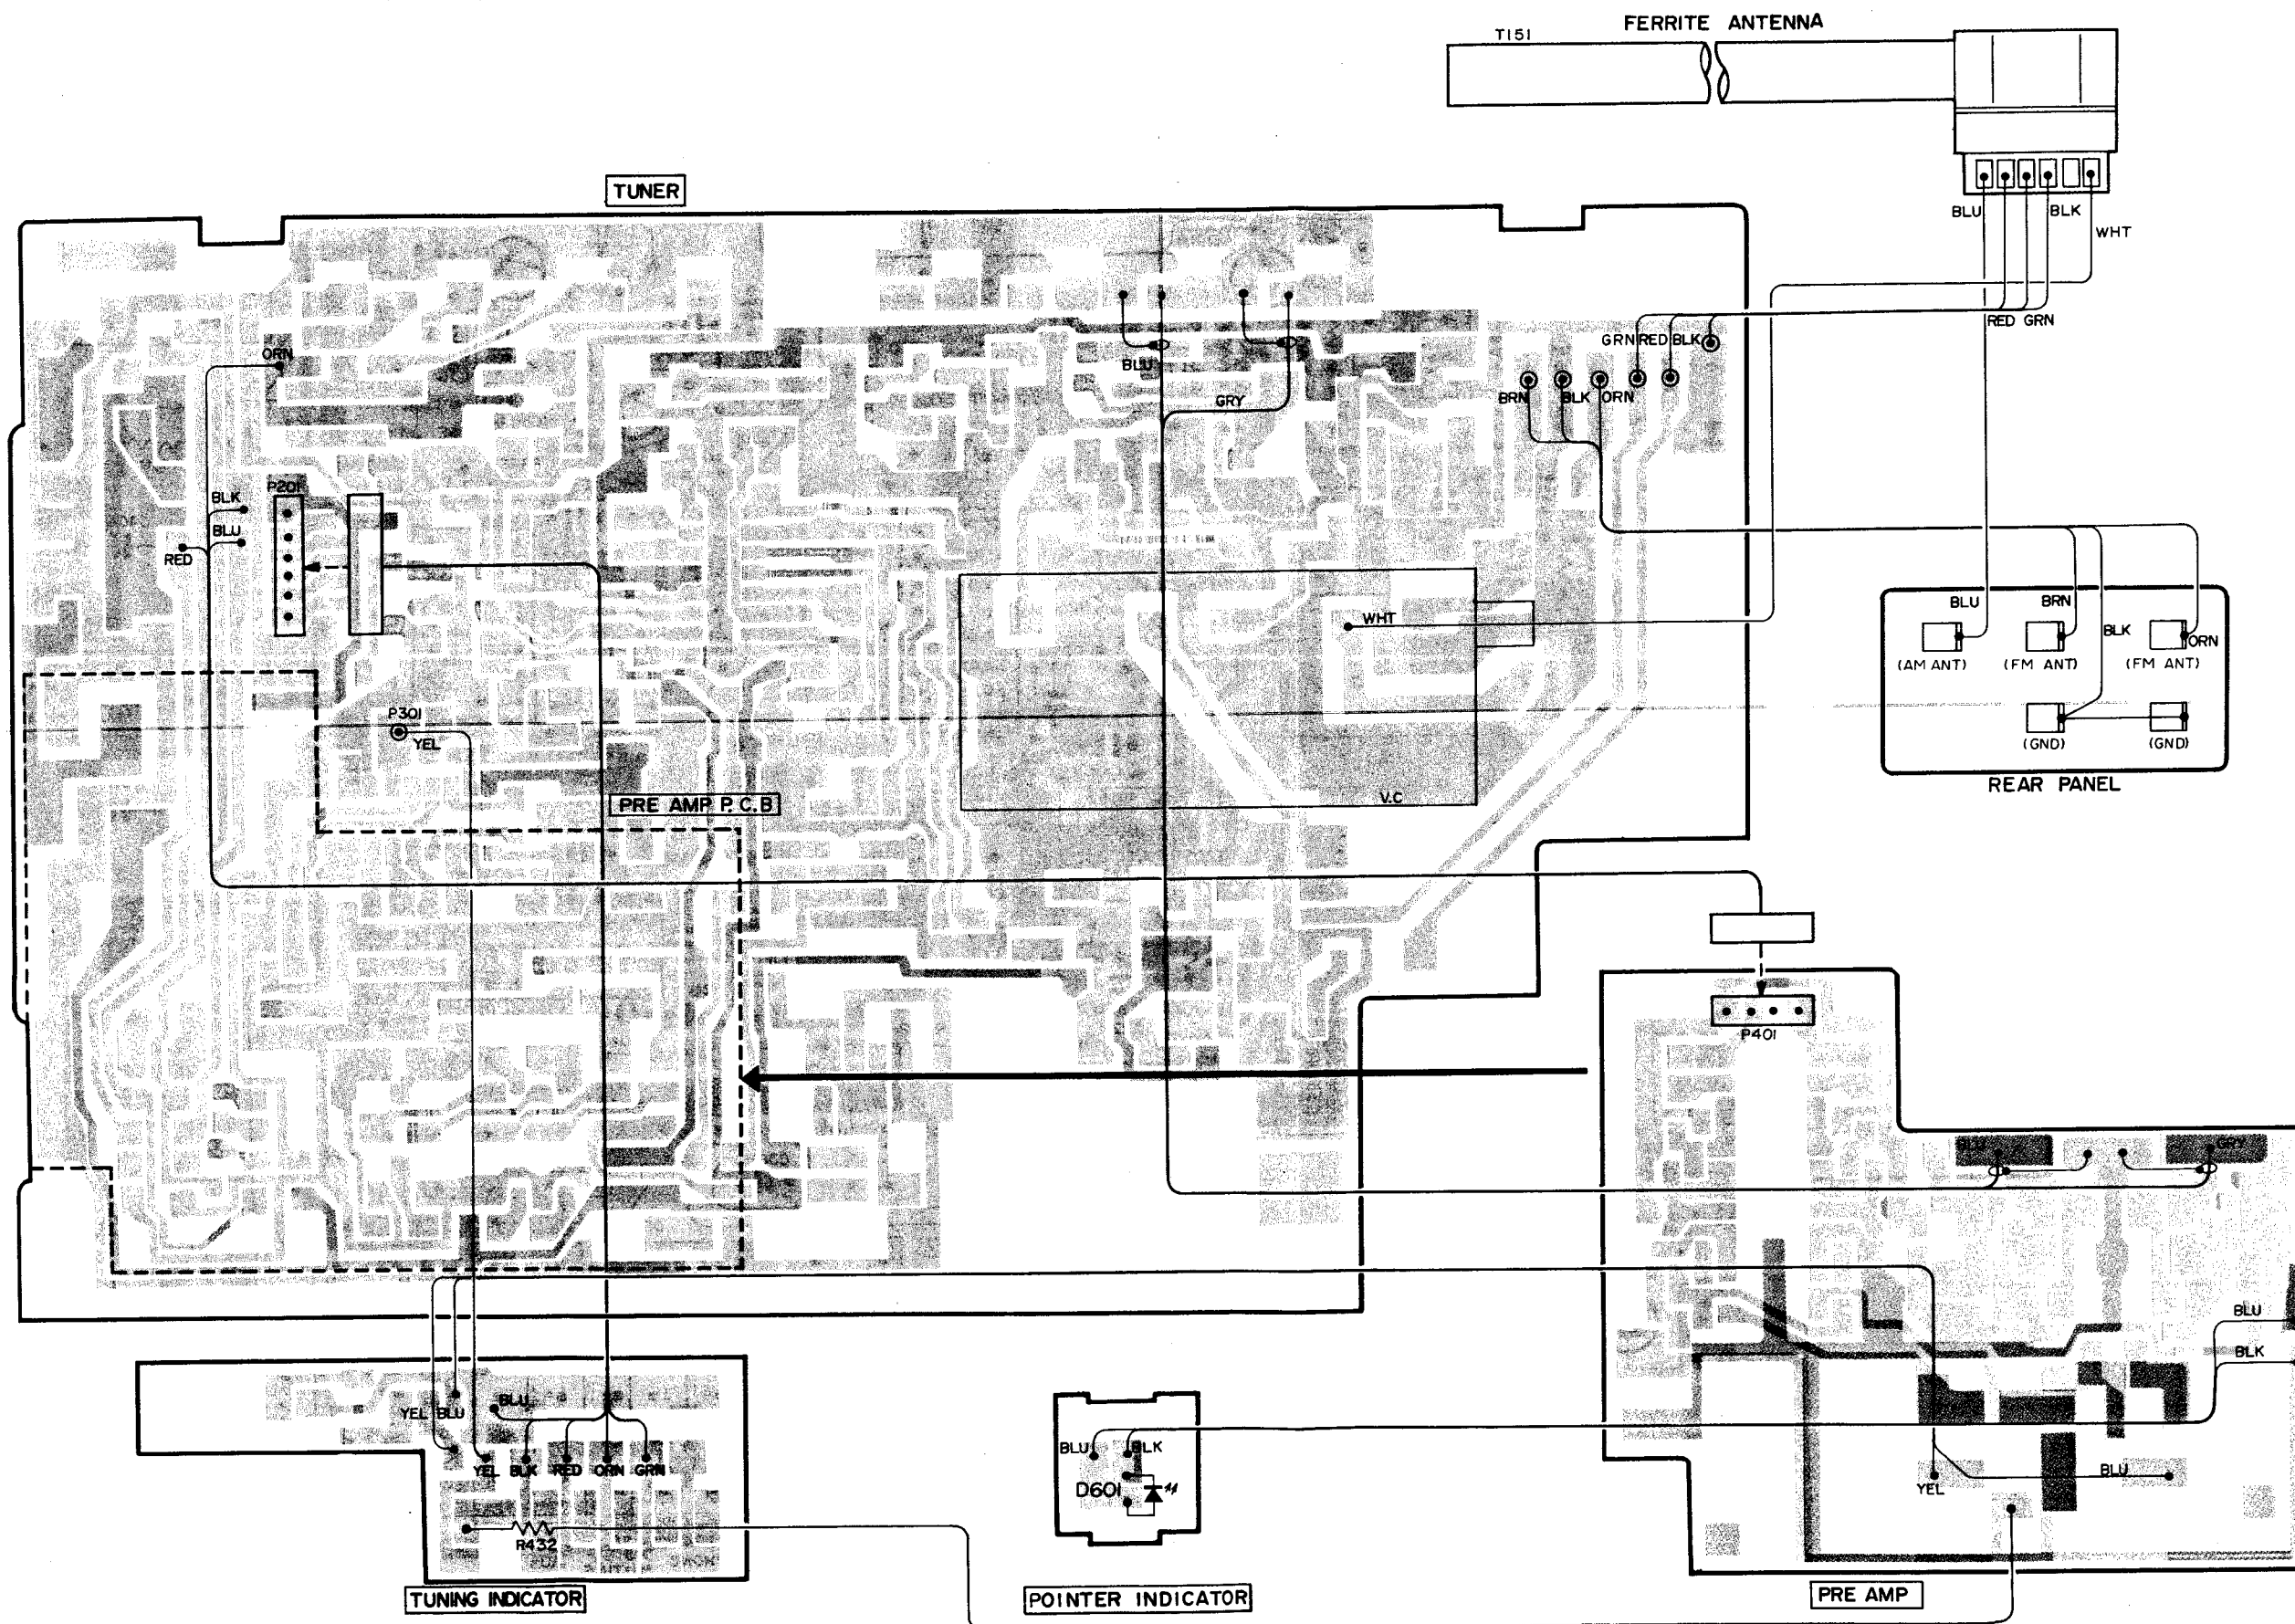 FERRITE ANTENNA
T151
TUNER
BLU
BLK
WHT
RED GRN
ORN
GRN RED BLK
BLU
GRY
BRN
BLK
ORN
P201
BLK
BLU
RED
WHT
BLU
BRN
BLK
ORN
(AM ANT)
(FM ANT)
(FM ANT)
(GND)
(GND)
REAR PANEL
P301
YEL
PRE AMP P.C.B
V.C
P401
BLU
GRY
BLU
BLK
YEL BLU
BLU
YEL BLK RED ORN GRN
R432
BLU
BLK
D601
YEL
BLU
TUNING INDICATOR
POINTER INDICATOR
PRE AMP